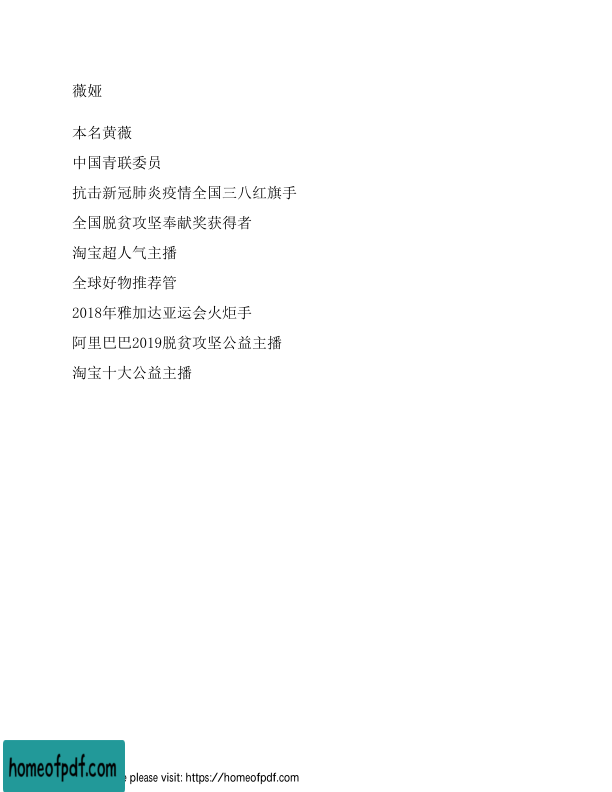 薇娅
本名黄薇
中国青联委员
抗击新冠肺炎疫情全国三八红旗手
全国脱贫攻坚奉献奖获得者
淘宝超人气主播
全球好物推荐管
2018年雅加达亚运会火炬手
阿里巴巴2019脱贫攻坚公益主播
淘宝十大公益主播
homeofpdf.com
e please visit: https://homeofpdf.com